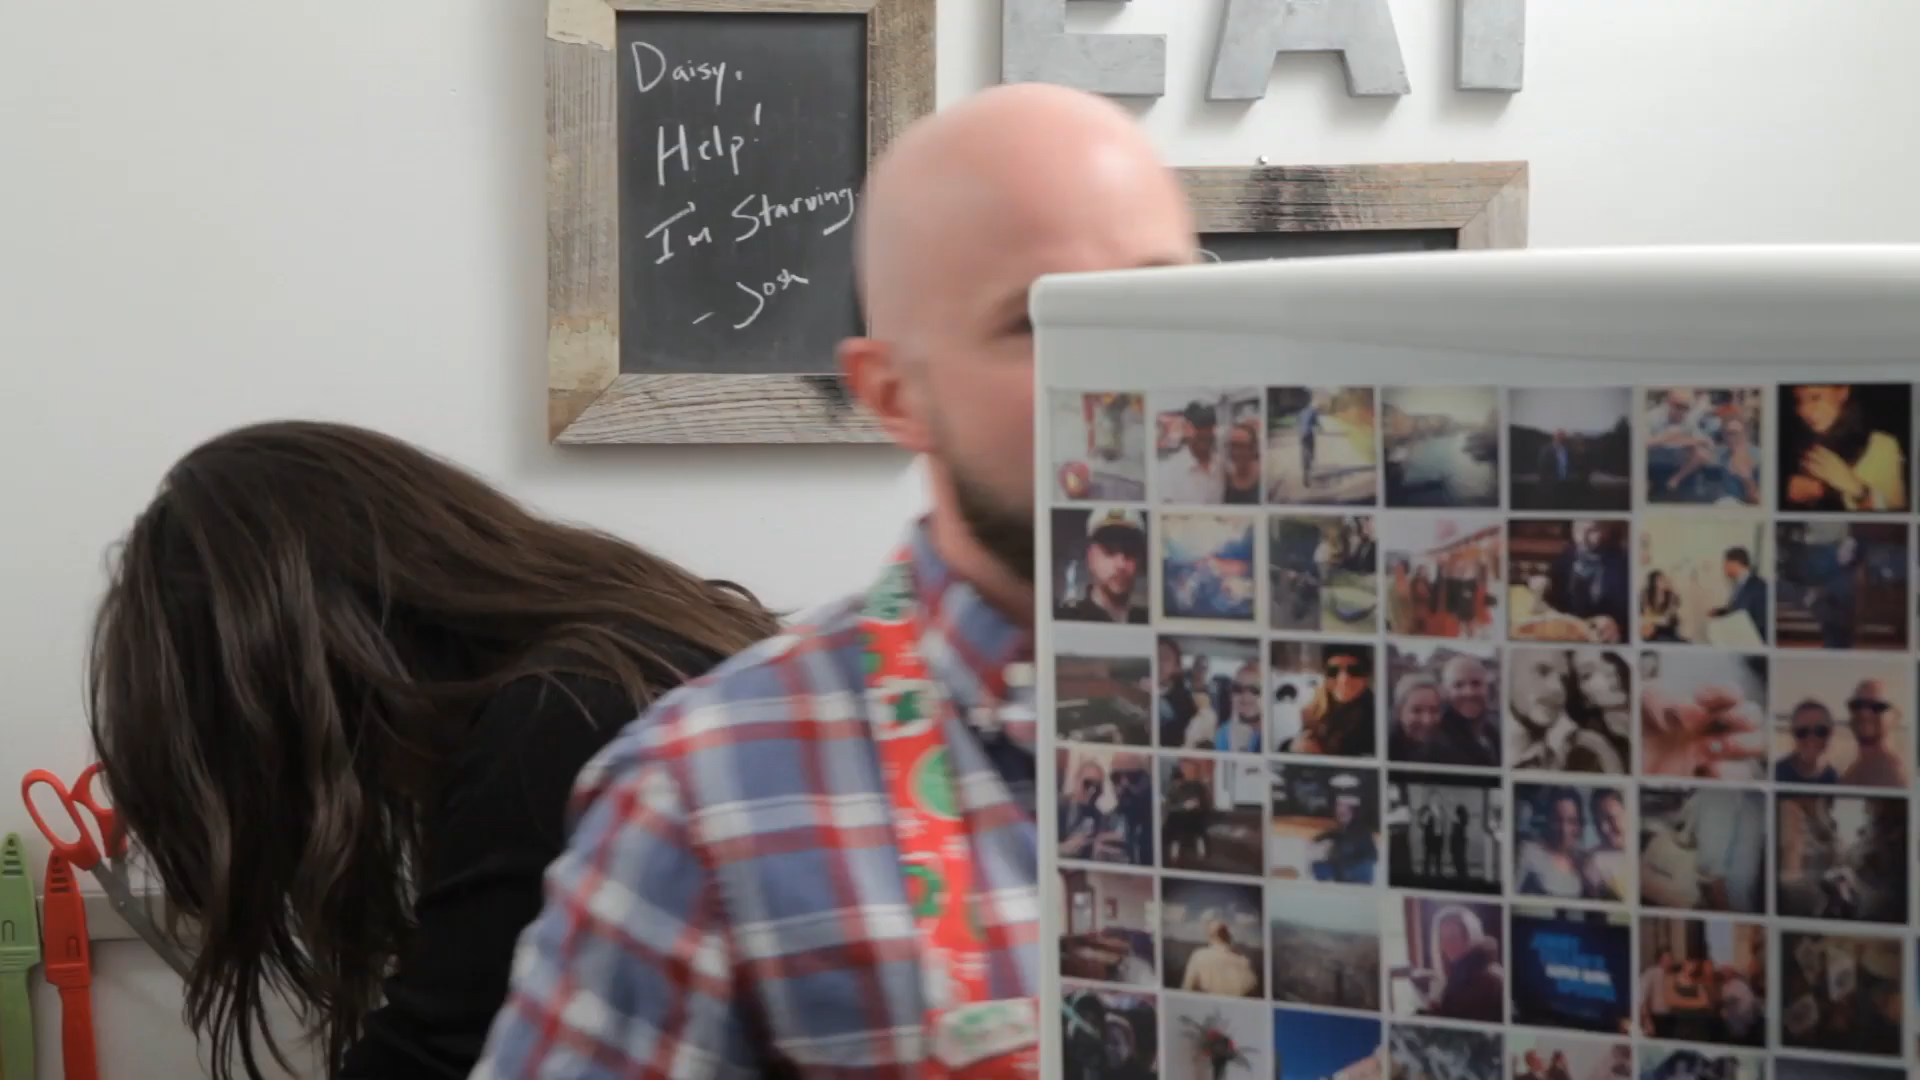 Daisy,
Help!
I'm Starving.
- Josh
EAT